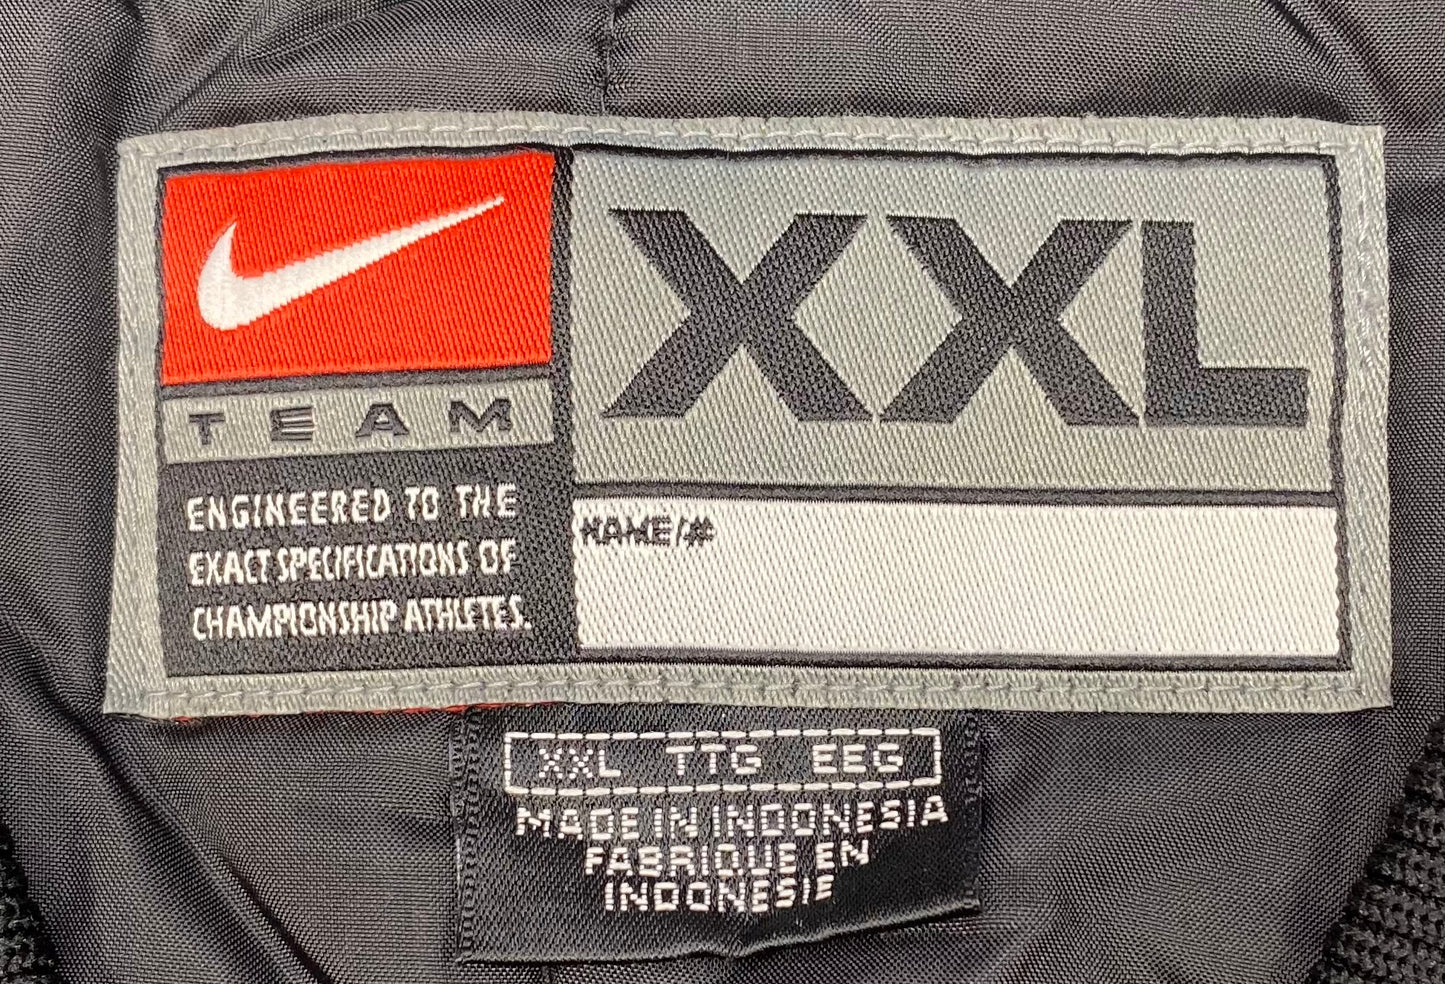 TEAM
ENGINEERED TO THE
EXACT SPECIFICATIONS OF
CHAMPIONSHIP ATHLETES.
XXL
NAME/#
XXL TTG EEG
MADE IN INDONESIA
FABRIQUE EN
INDONESIE